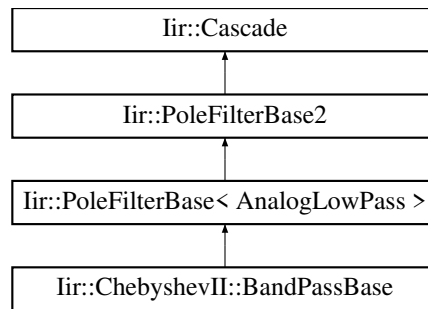 Iir::Cascade
Iir::PoleFilterBase2
Iir::PoleFilterBase< AnalogLowPass >
Iir::ChebyshevII::BandPassBase